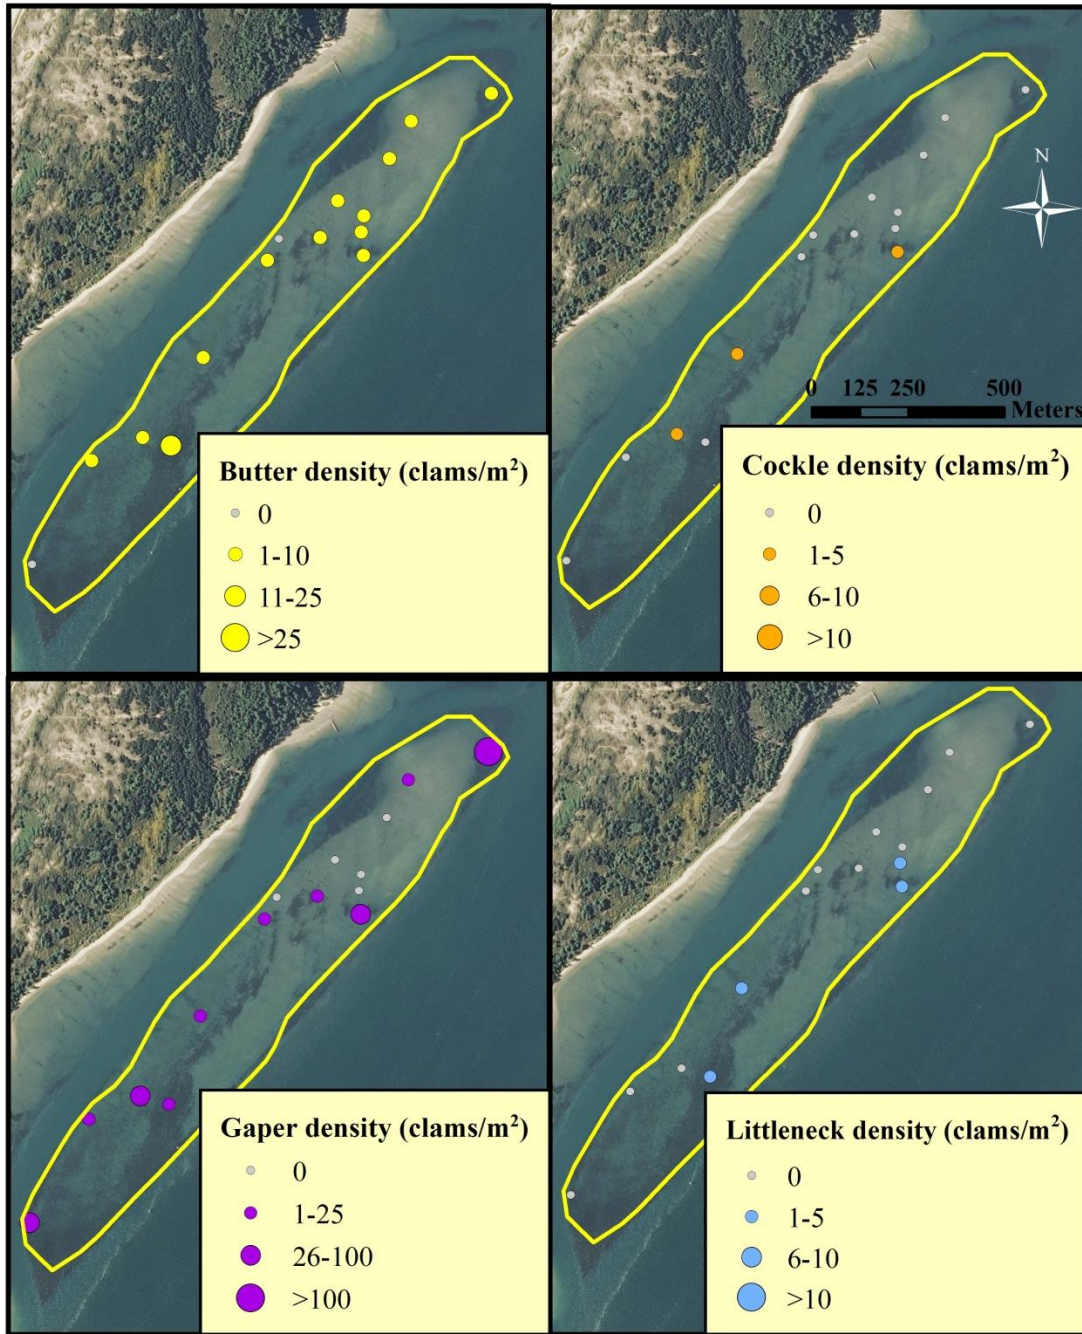 N
0 125 250 500
Meters
Butter density (clams/m²)
0
1-10
11-25
>25
Cockle density (clams/m²)
0
1-5
6-10
>10
Gaper density (clams/m²)
0
1-25
26-100
>100
Littleneck density (clams/m²)
0
1-5
6-10
>10